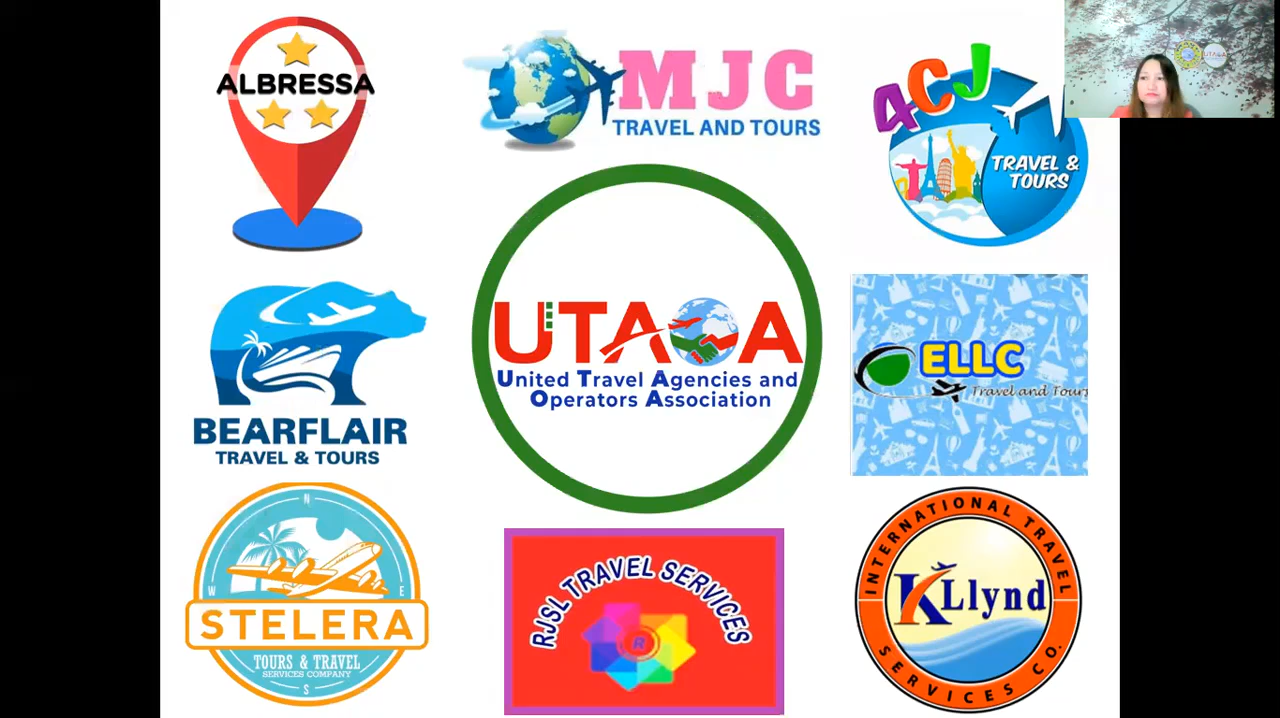 ALBRESSA
MJC
TRAVEL AND TOURS
4CJ
TRAVEL &
TOURS
UTAOA
UTAOA
United Travel Agencies and
Operators Association
BEARFLAIR
TRAVEL & TOURS
ELLC
Travel and Tours
N
W E
STELERA
TOURS & TRAVEL
SERVICES COMPANY
S
RJSL TRAVEL SERVICES
R
INTERNATIONAL TRAVEL
KLlynd
SERVICES CO.